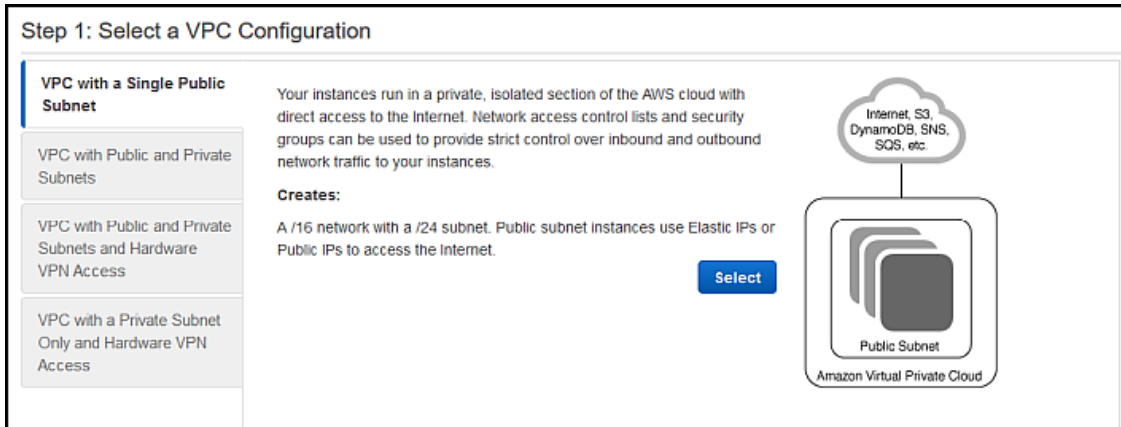 Step 1: Select a VPC Configuration
VPC with a Single Public
Subnet
VPC with Public and Private
Subnets
VPC with Public and Private
Subnets and Hardware
VPN Access
VPC with a Private Subnet
Only and Hardware VPN
Access
Your instances run in a private, isolated section of the AWS cloud with
direct access to the Internet. Network access control lists and security
groups can be used to provide strict control over inbound and outbound
network traffic to your instances.
Creates:
A /16 network with a /24 subnet. Public subnet instances use Elastic IPs or
Public IPs to access the Internet.
Select
Internet, S3,
DynamoDB, SNS,
SQS, etc.
Public Subnet
Amazon Virtual Private Cloud